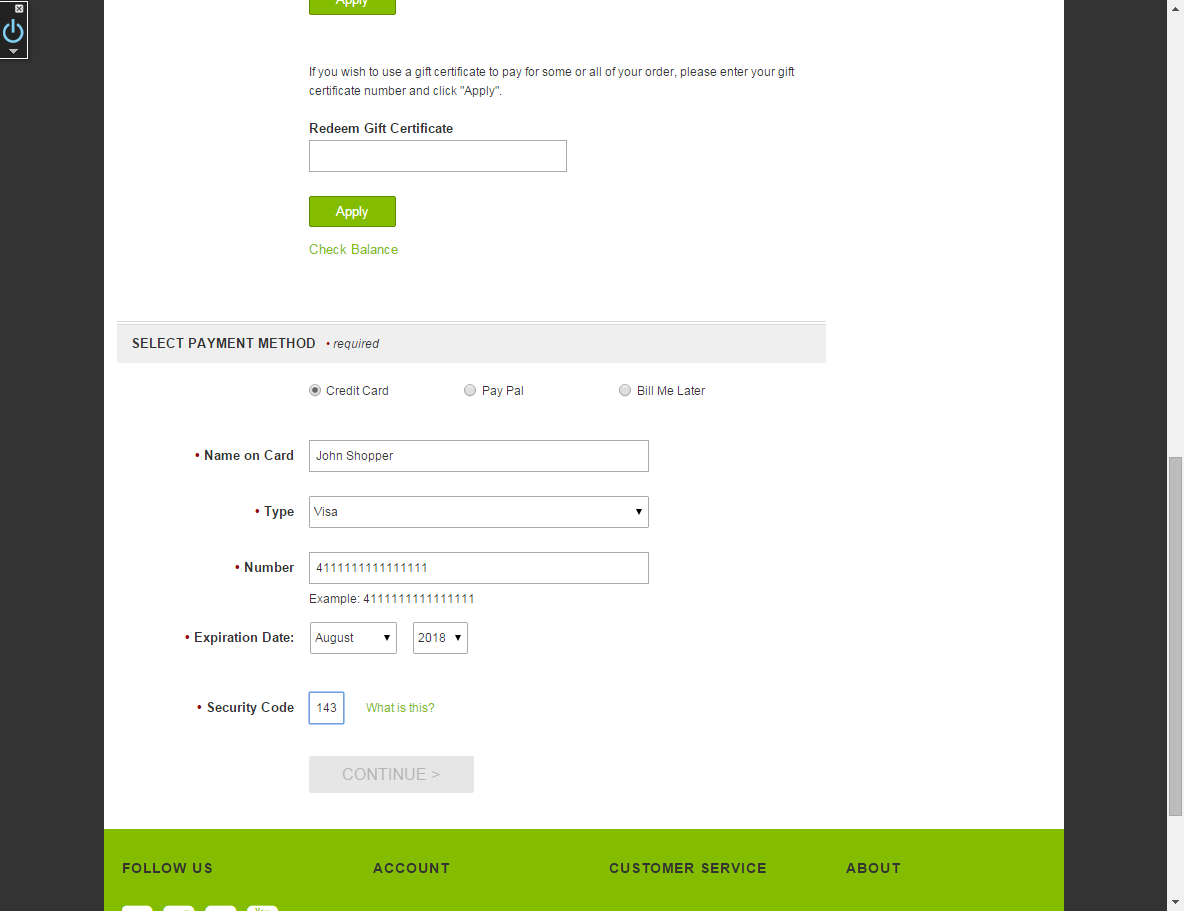 Apply
If you wish to use a gift certificate to pay for some or all of your order, please enter your gift
certificate number and click "Apply".
Redeem Gift Certificate
Apply
Check Balance
SELECT PAYMENT METHOD • required
Credit Card Pay Pal Bill Me Later
• Name on Card John Shopper
• Type Visa
• Number 4111111111111111
Example: 4111111111111111
• Expiration Date: August 2018
• Security Code 143 What is this?
CONTINUE >
FOLLOW US ACCOUNT CUSTOMER SERVICE ABOUT
You